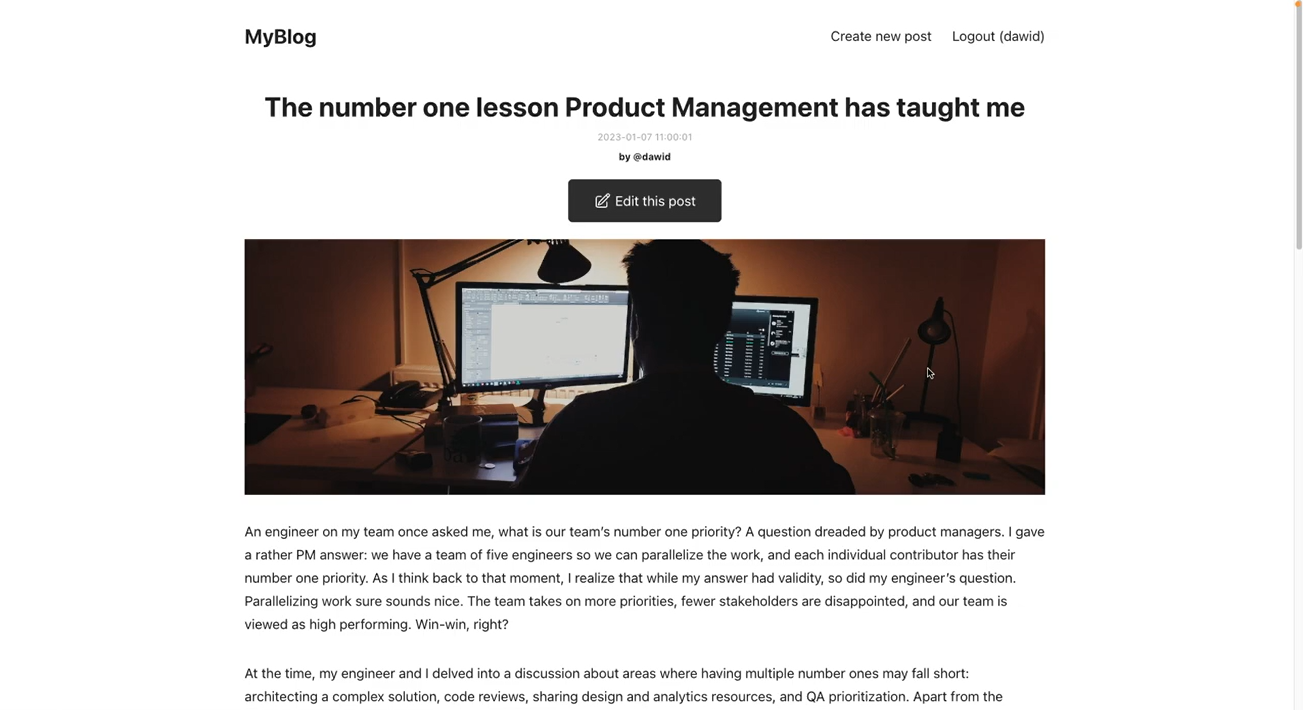 MyBlog
Create new post
Logout (dawid)
The number one lesson Product Management has taught me
2023-01-07 11:00:01
by @dawid
Edit this post
An engineer on my team once asked me, what is our team’s number one priority? A question dreaded by product managers. I gave
a rather PM answer: we have a team of five engineers so we can parallelize the work, and each individual contributor has their
number one priority. As I think back to that moment, I realize that while my answer had validity, so did my engineer’s question.
Parallelizing work sure sounds nice. The team takes on more priorities, fewer stakeholders are disappointed, and our team is
viewed as high performing. Win-win, right?
At the time, my engineer and I delved into a discussion about areas where having multiple number ones may fall short:
architecting a complex solution, code reviews, sharing design and analytics resources, and QA prioritization. Apart from the